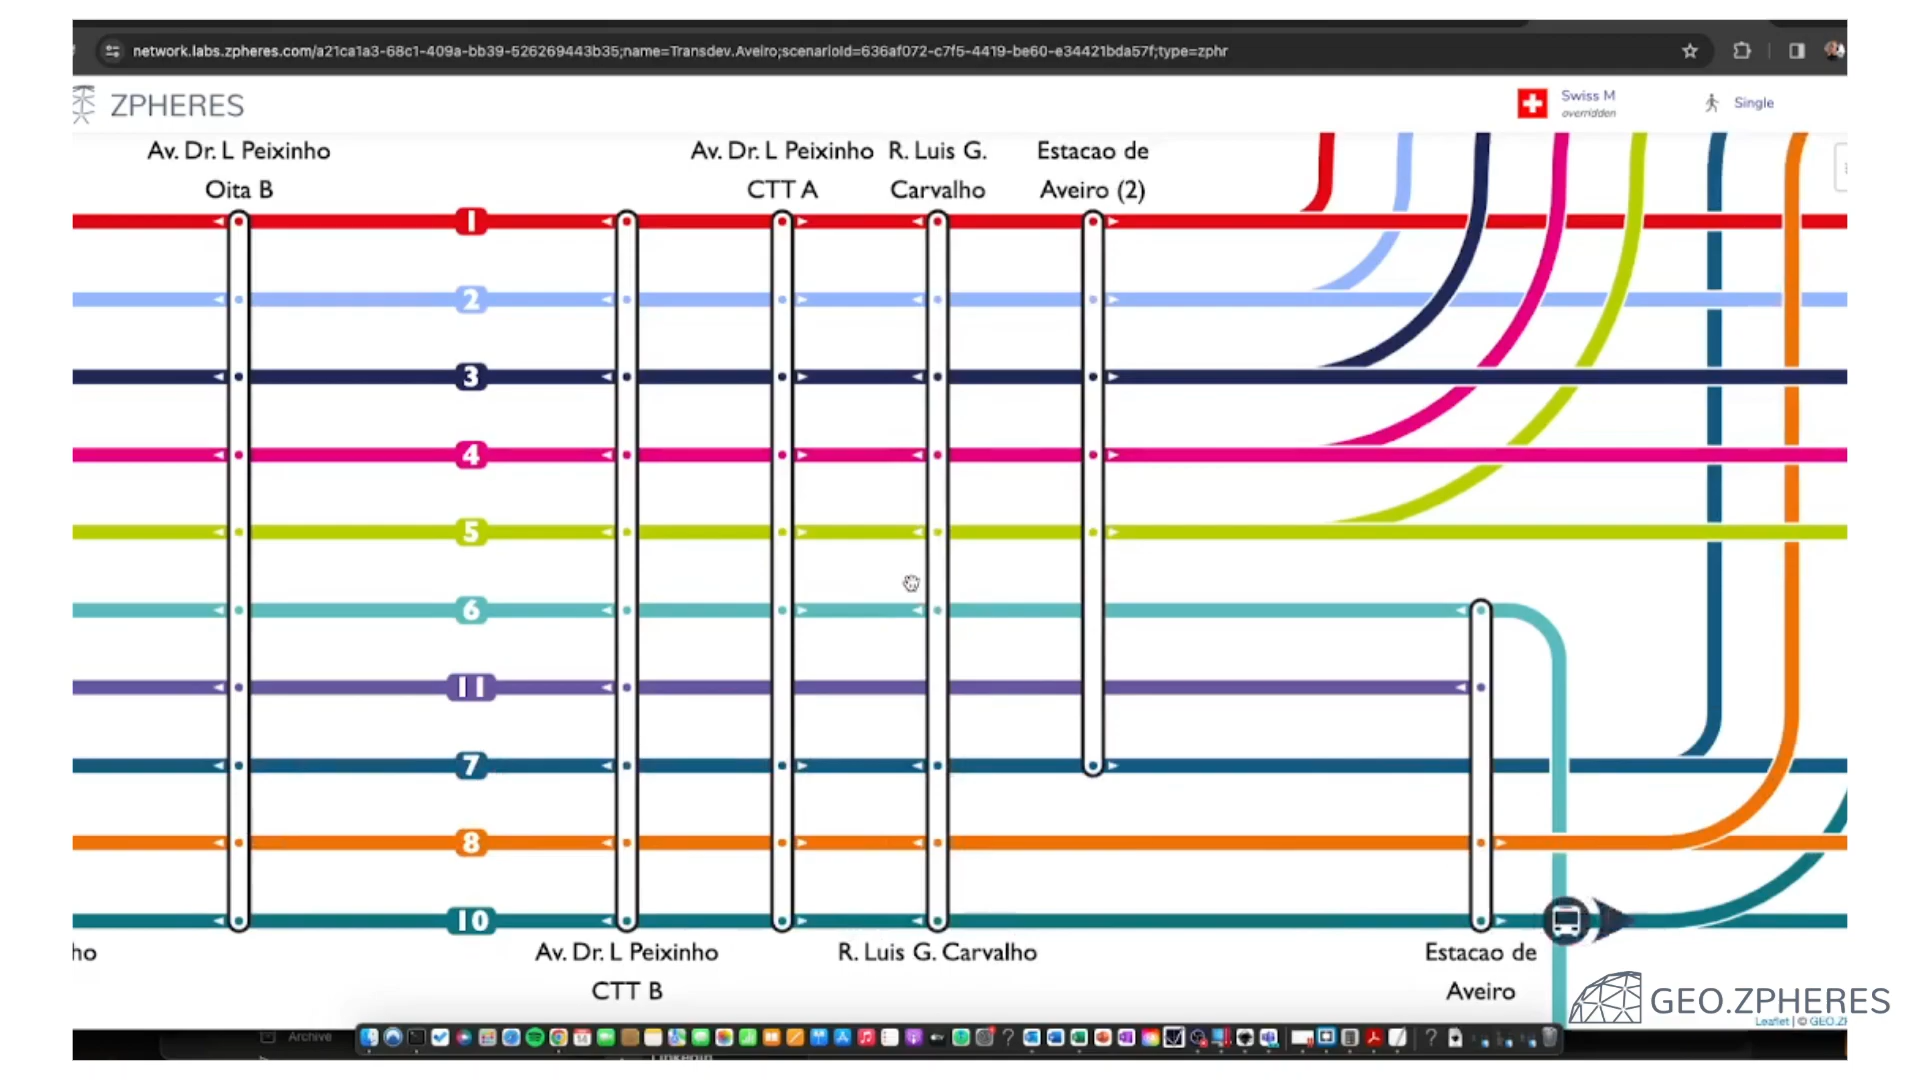 network.labs.zpheres.com/a21ca1a3-68c1-409a-bb39-526269443b35;name=Transdev.Aveiro;scenarioId=636af072-c7f5-4419-be60-e34421bda57f;type=zphr
ZPHERES
Swiss M
overridden
Single
Av. Dr. L Peixinho
Oita B
Av. Dr. L Peixinho
CTT A
R. Luis G.
Carvalho
Estacao de
Aveiro (2)
1
2
3
4
5
6
11
7
8
10
ho
Av. Dr. L Peixinho
CTT B
R. Luis G. Carvalho
Estacao de
Aveiro
GEO.ZPHERES
Leaflet | © GEO.Z
Archive